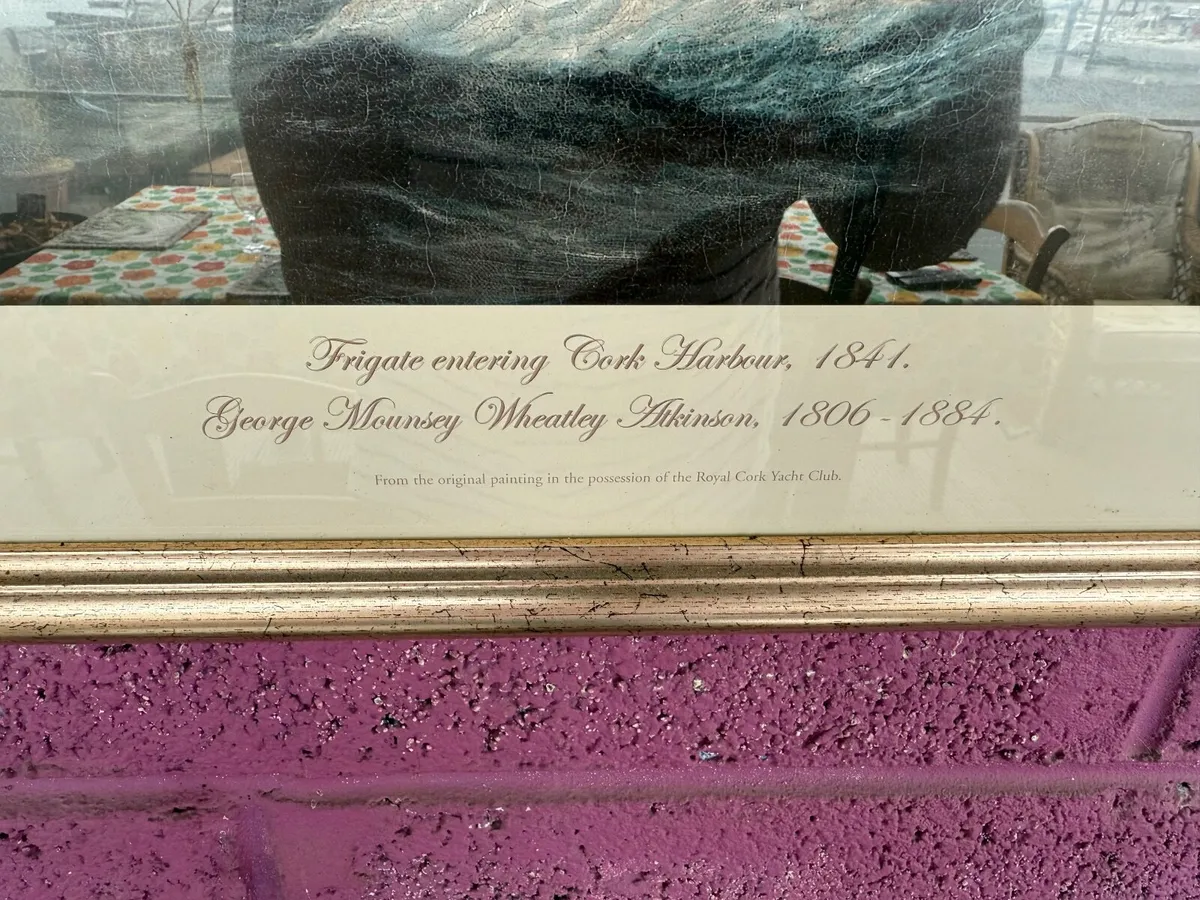 Frigate entering Cork Harbour, 1841.
George Mounsey Wheatley Atkinson, 1806 - 1884.
From the original painting in the possession of the Royal Cork Yacht Club.